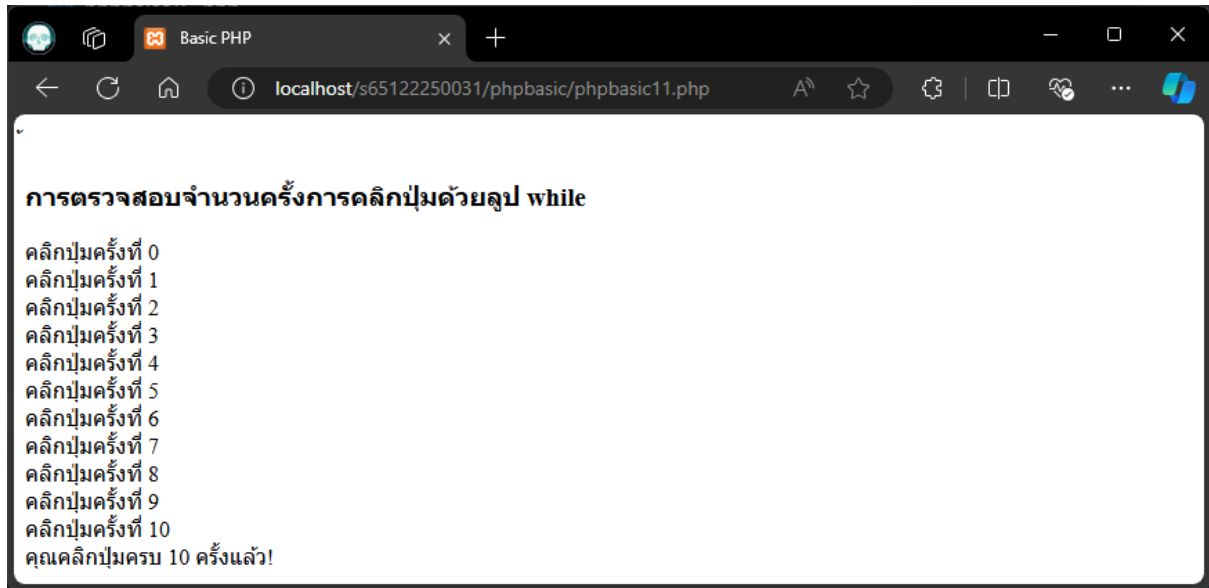 Basic PHP
localhost/s65122250031/phpbasic/phpbasic11.php
้
การตรวจสอบจำนวนครั้งการคลิกปุ่มด้วยลูป while
คลิกปุ่มครั้งที่ 0
คลิกปุ่มครั้งที่ 1
คลิกปุ่มครั้งที่ 2
คลิกปุ่มครั้งที่ 3
คลิกปุ่มครั้งที่ 4
คลิกปุ่มครั้งที่ 5
คลิกปุ่มครั้งที่ 6
คลิกปุ่มครั้งที่ 7
คลิกปุ่มครั้งที่ 8
คลิกปุ่มครั้งที่ 9
คลิกปุ่มครั้งที่ 10
คุณคลิกปุ่มครบ 10 ครั้งแล้ว!